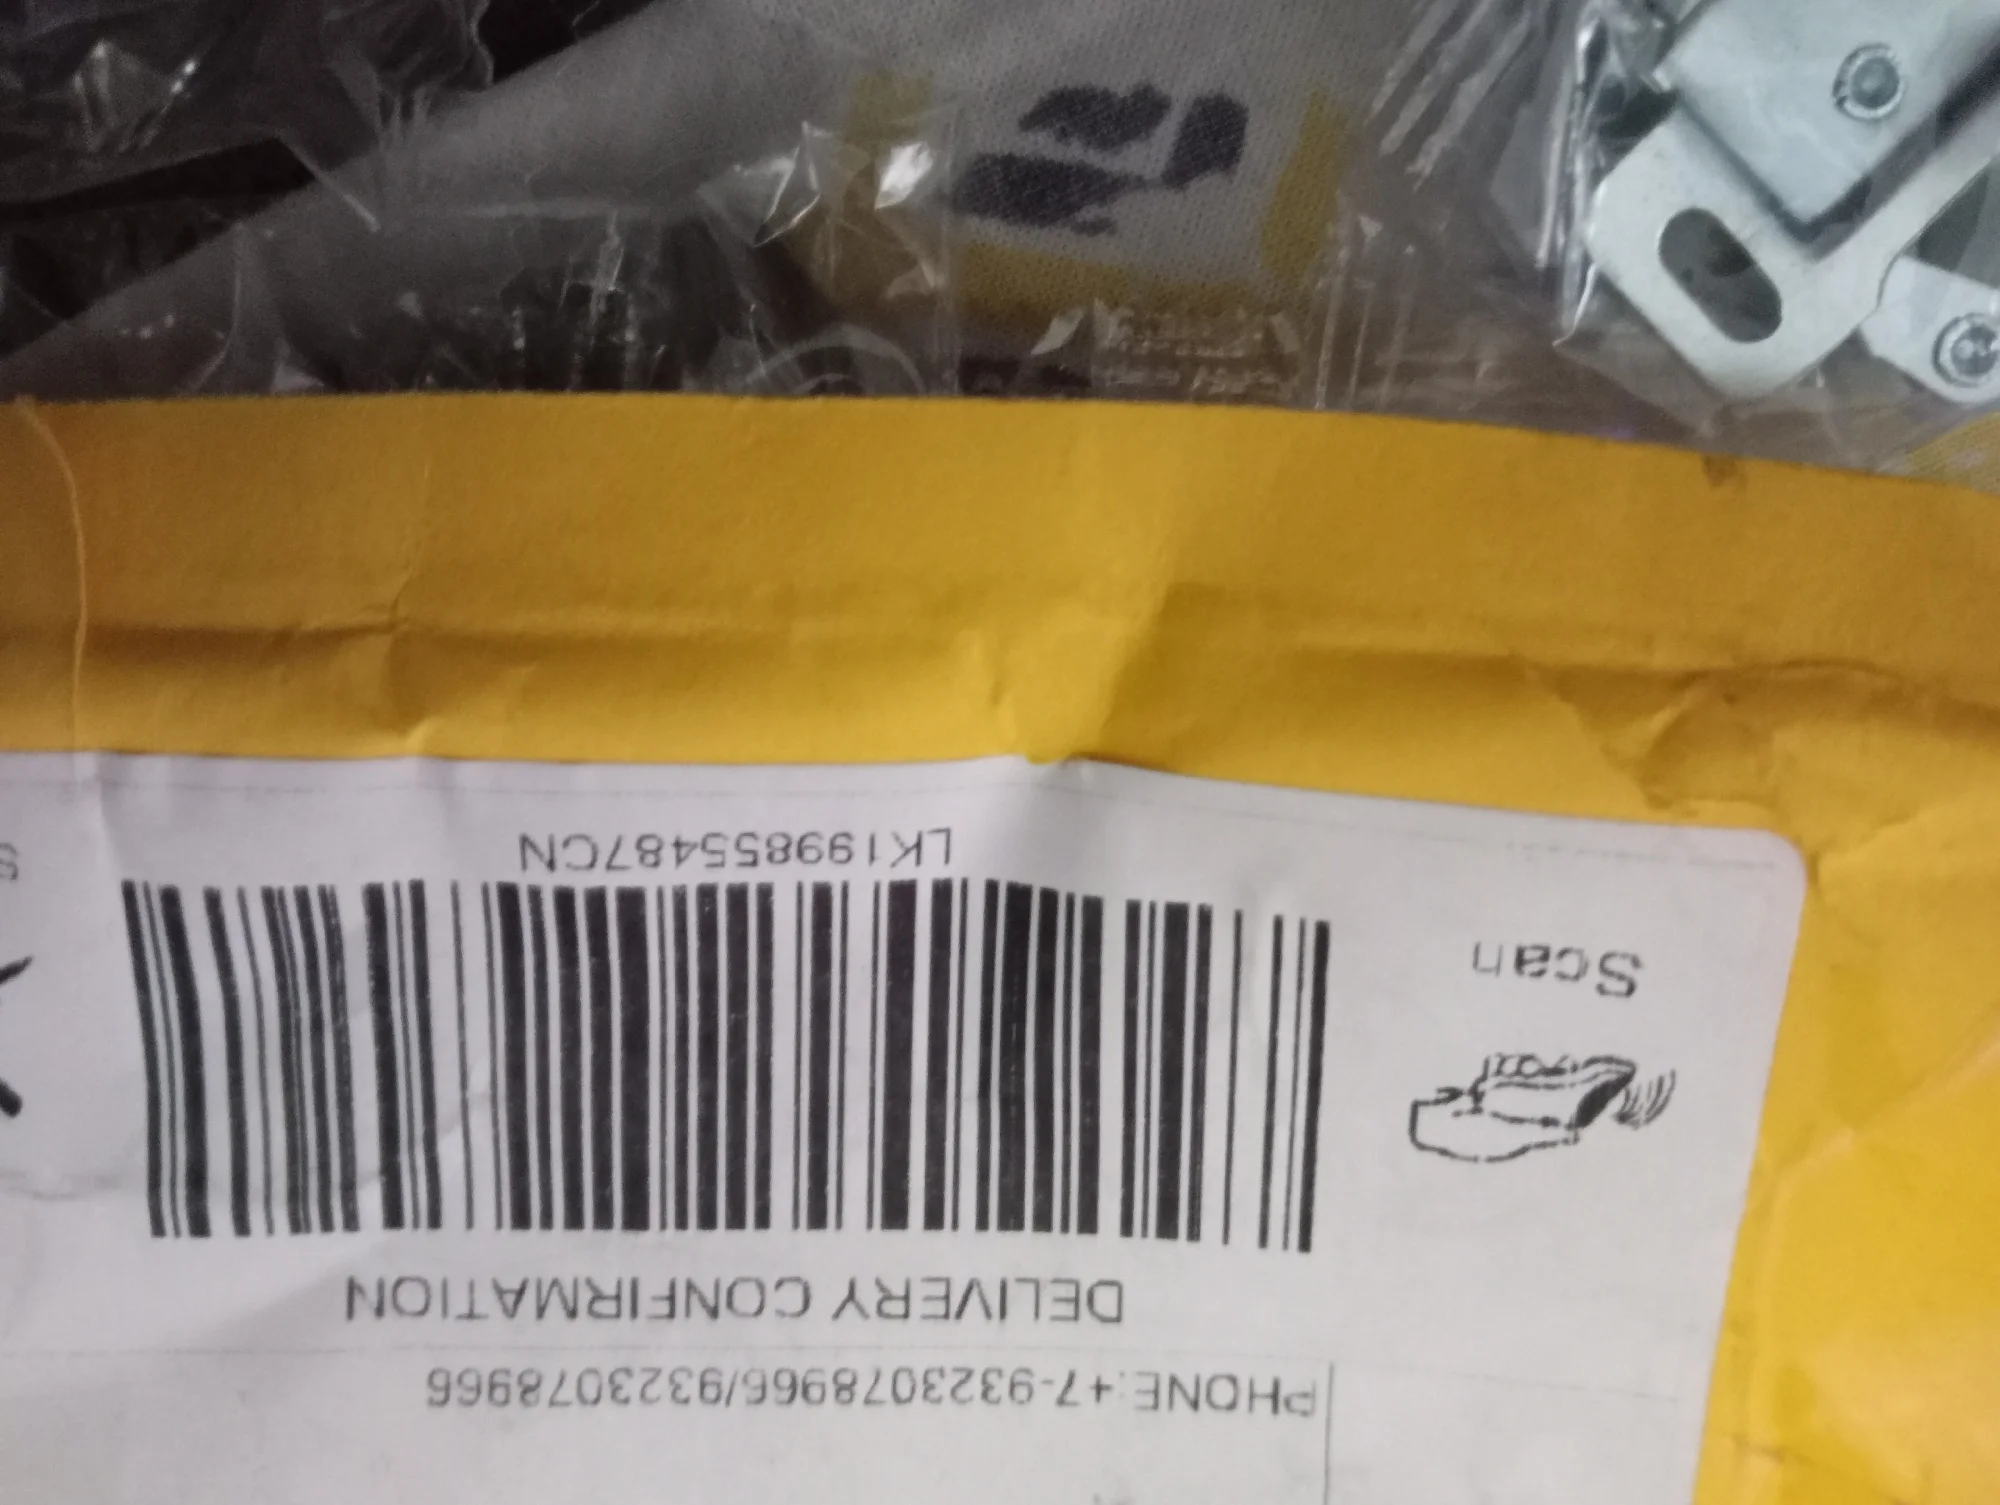 PHONE:+7-9323078966/9323078966
DELIVERY CONFIRMATION
Scan
LK199855487CN